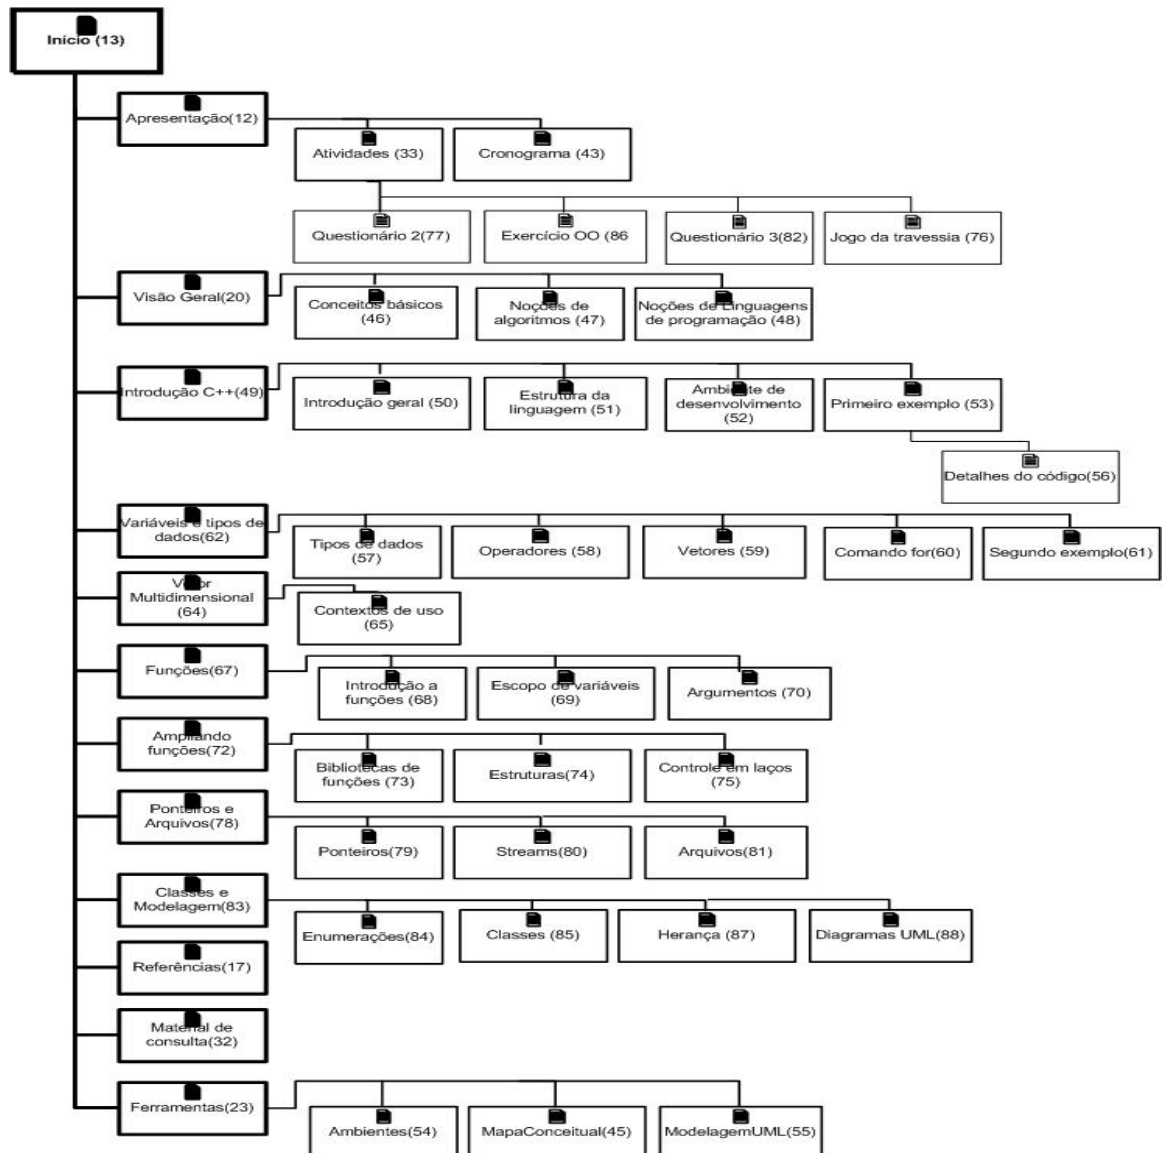 Início (13)
Apresentação(12)
Atividades (33)
Cronograma (43)
Questionário 2(77)
Exercício OO (86
Questionário 3(82)
Jogo da travessia (76)
Visão Geral(20)
Conceitos básicos
(46)
Noções de
algoritmos (47)
Noções de Linguagens
de programação (48)
Introdução C++(49)
Introdução geral (50)
Estrutura da
linguagem (51)
Ambiente de
desenvolvimento
(52)
Primeiro exemplo (53)
Detalhes do código(56)
Variáveis e tipos de
dados(62)
Tipos de dados
(57)
Operadores (58)
Vetores (59)
Comando for(60)
Segundo exemplo(61)
Vetor
Multidimensional
(64)
Contextos de uso
(65)
Funções(67)
Introdução a
funções (68)
Escopo de variáveis
(69)
Argumentos (70)
Ampliando
funções(72)
Bibliotecas de
funções (73)
Estruturas(74)
Controle em laços
(75)
Ponteiros e
Arquivos(78)
Ponteiros(79)
Streams(80)
Arquivos(81)
Classes e
Modelagem(83)
Enumerações(84)
Classes (85)
Herança (87)
Diagramas UML(88)
Referências(17)
Material de
consulta(32)
Ferramentas(23)
Ambientes(54)
MapaConceitual(45)
ModelagemUML(55)